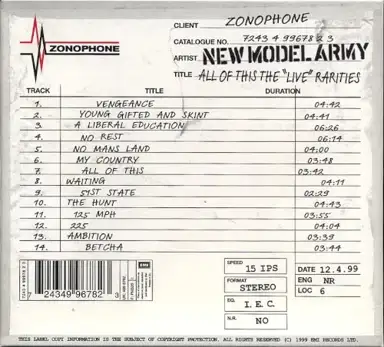 ZONOPHONE
CLIENT ZONOPHONE
CATALOGUE NO. 7243 4 99678 2 3
ARTIST NEW MODEL ARMY
TITLE ALL OF THIS THE "LIVE" RARITIES
TRACK TITLE DURATION
1. VENGEANCE 04:42
2. YOUNG GIFTED AND SKINT 04:41
3. A LIBERAL EDUCATION 06:26
4. NO REST 06:14
5. NO MANS LAND 04:00
6. MY COUNTRY 03:48
7. ALL OF THIS 03:42
8. WAITING 04:11
9. 51ST STATE 02:29
10. THE HUNT 04:43
11. 125 MPH 03:55
12. 225 04:04
13. AMBITION 03:39
14. BETCHA 03:44
7 24349 96782
EMI
SPEED 15 IPS
FORMAT STEREO
EQ. I.E.C.
N.R. NO
DATE 12.4.99
ENG NR
LOC 6
THIS LABEL COPY INFORMATION IS THE SUBJECT OF COPYRIGHT PROTECTION. ALL RIGHTS RESERVED. (C) 1999 EMI RECORDS LTD.